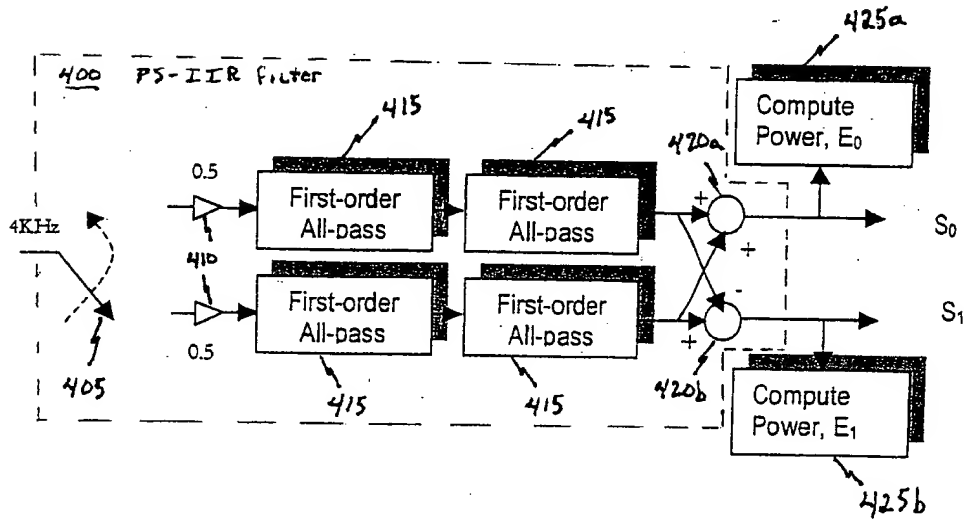 425a
400 PS-IIR filter
Compute
Power, E0
415
415
420a
0.5
First-order
All-pass
First-order
All-pass
+
+
S0
4KHz
410
First-order
All-pass
First-order
All-pass
-
+
S1
0.5
405
415
415
420b
Compute
Power, E1
425b